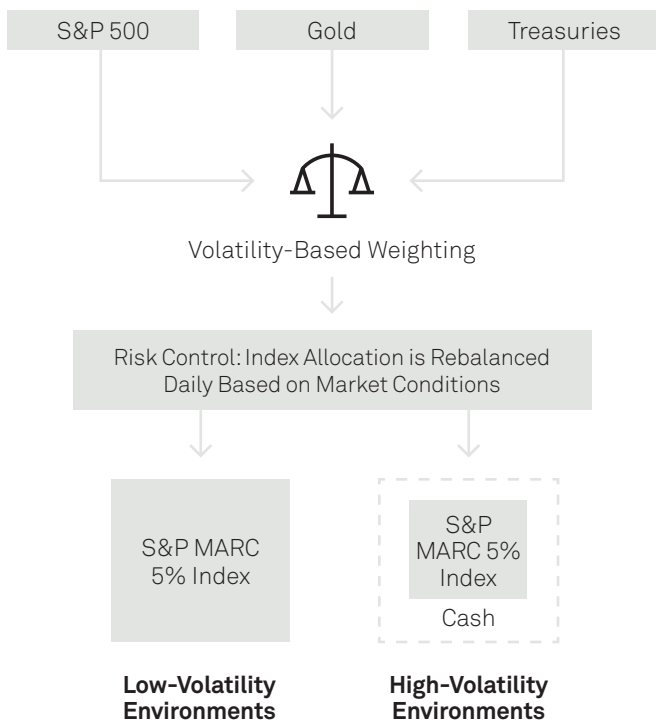 S&P 500
Gold
Treasuries
Volatility-Based Weighting
Risk Control: Index Allocation is Rebalanced
Daily Based on Market Conditions
S&P MARC
5% Index
S&P
MARC 5%
Index
Cash
Low-Volatility
Environments
High-Volatility
Environments